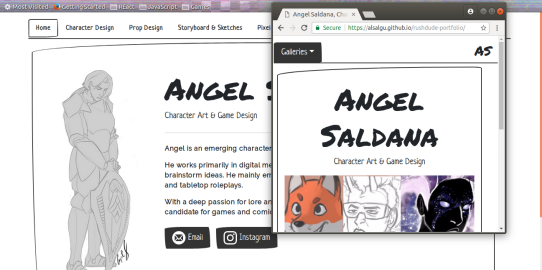 Most Visited Getting Started React JavaScript Games
Home Character Design Prop Design Storyboard & Sketches Pixel
Angel S
Character Art & Game Design
Angel is an emerging character
He works primarily in digital me
brainstorm ideas. He mainly em
and tabletop roleplays.
With a deep passion for lore an
candidate for games and comic
Email Instagram
Angel Saldana, Cha
Secure https://alsalgu.github.io/rushdude-portfolio/
Galleries AS
Angel
Saldana
Character Art & Game Design